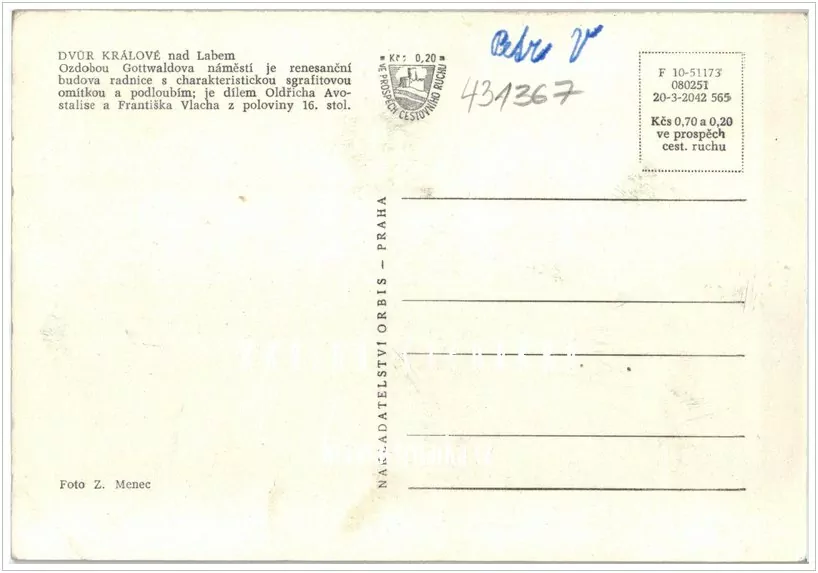 DVŮR KRÁLOVÉ nad Labem
Ozdobou Gottwaldova náměstí je renesanční
budova radnice s charakteristickou sgrafitovou
omítkou a podloubím; je dílem Oldřicha Avo-
stalise a Františka Vlacha z poloviny 16. stol.
Kčs 0,20
VE PROSPĚCH CESTOVNÍHO RUCHU
431367
F 10-51173
080251
20-3-2042 565
Kčs 0,70 a 0,20
ve prospěch
cest. ruchu
NAKLADATELSTVÍ ORBIS — PRAHA
Foto Z. Menec